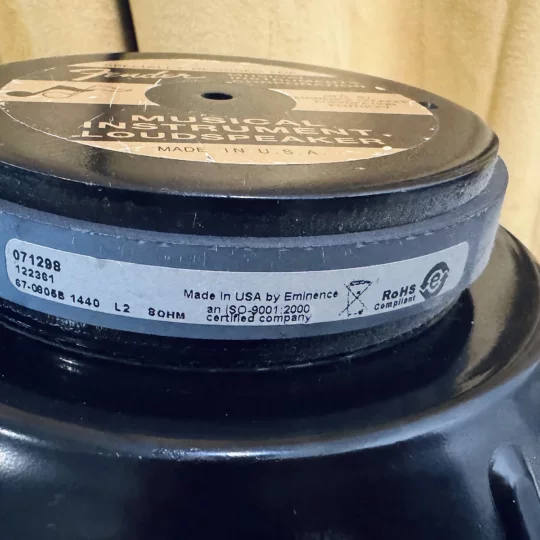 Fender
MUSICAL
INSTRUMENT
LOUDSPEAKER
MADE IN U.S.A.
071298
122361
67-0805B 1440 L2 8OHM
Made in USA by Eminence
an ISO-9001:2000
certified company
RoHS
Compliant
e